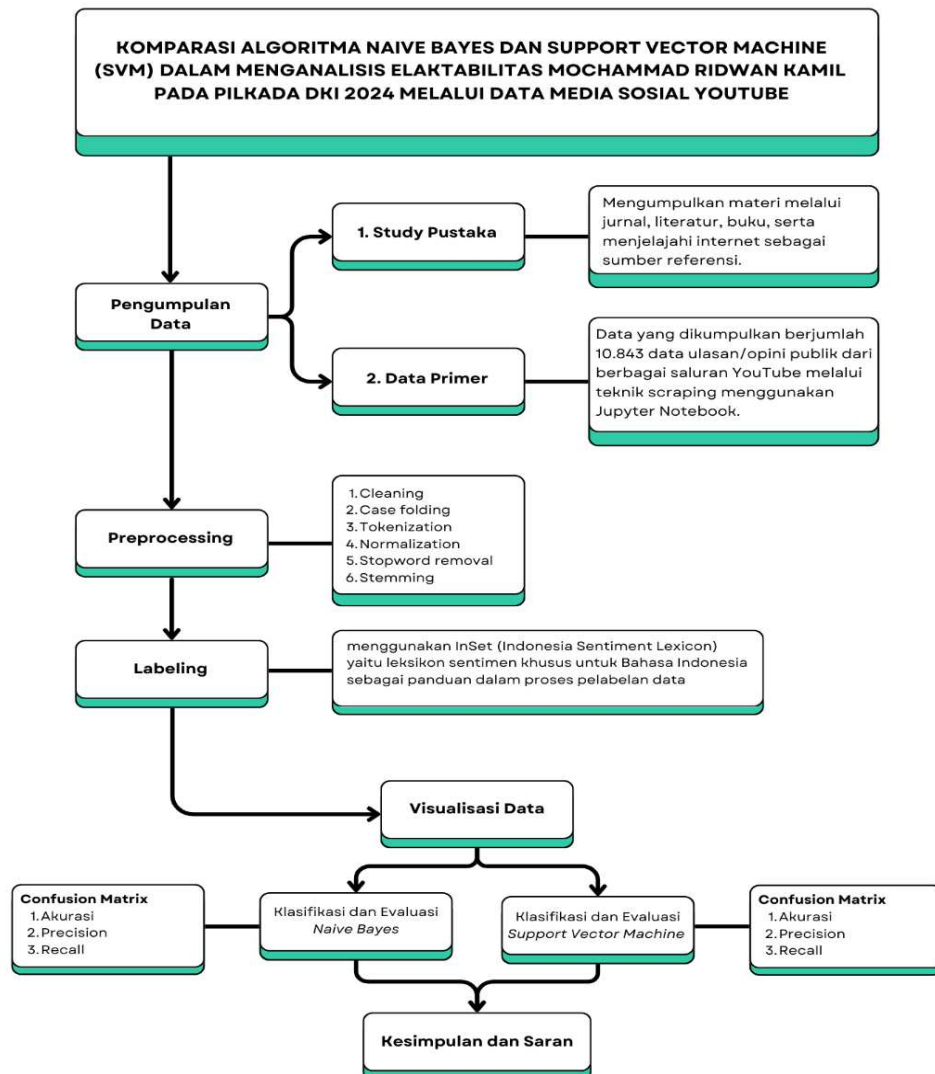 KOMPARASI ALGORITMA NAIVE BAYES DAN SUPPORT VECTOR MACHINE
(SVM) DALAM MENGANALISIS ELAKTABILITAS MOCHAMMAD RIDWAN KAMIL
PADA PILKADA DKI 2024 MELALUI DATA MEDIA SOSIAL YOUTUBE
1. Study Pustaka
Mengumpulkan materi melalui
jurnal, literatur, buku, serta
menjelajahi internet sebagai
sumber referensi.
Pengumpulan
Data
2. Data Primer
Data yang dikumpulkan berjumlah
10.843 data ulasan/opini publik dari
berbagai saluran YouTube melalui
teknik scraping menggunakan
Jupyter Notebook.
Preprocessing
1. Cleaning
2. Case folding
3. Tokenization
4. Normalization
5. Stopword removal
6. Stemming
Labeling
menggunakan InSet (Indonesia Sentiment Lexicon)
yaitu leksikon sentimen khusus untuk Bahasa Indonesia
sebagai panduan dalam proses pelabelan data
Visualisasi Data
Confusion Matrix
1. Akurasi
2. Precision
3. Recall
Klasifikasi dan Evaluasi
Naive Bayes
Klasifikasi dan Evaluasi
Support Vector Machine
Confusion Matrix
1. Akurasi
2. Precision
3. Recall
Kesimpulan dan Saran